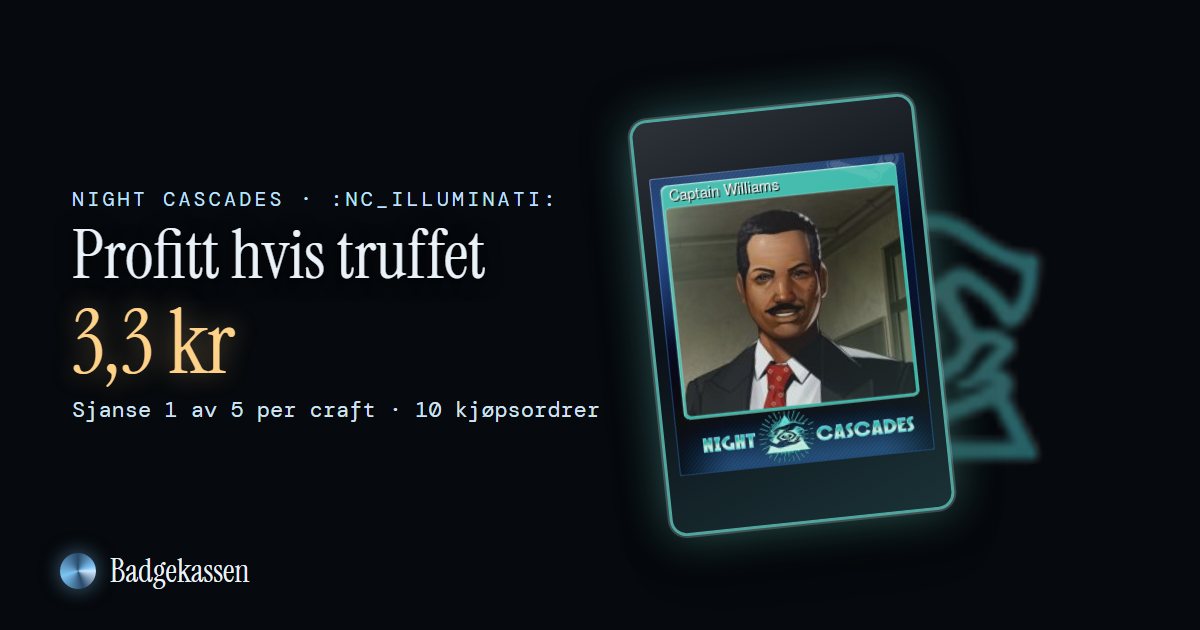 NIGHT CASCADES · :NC_ILLUMINATI:
Profitt hvis truffet
3,3 kr
Sjanse 1 av 5 per craft · 10 kjøpsordrer
Badgekassen
Captain Williams
NIGHT CASCADES